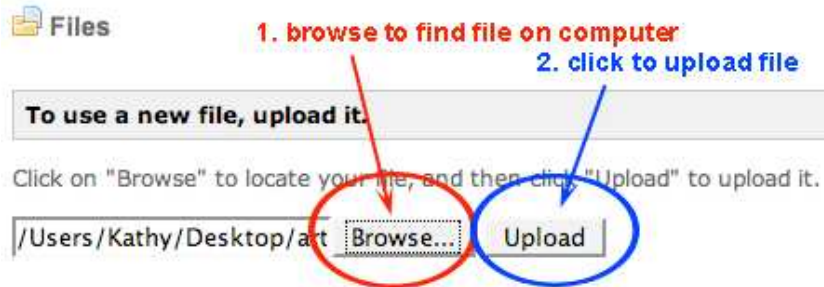 Files
1. browse to find file on computer
2. click to upload file
To use a new file, upload it.
Click on "Browse" to locate your file, and then click "Upload" to upload it.
/Users/Kathy/Desktop/art Browse... Upload